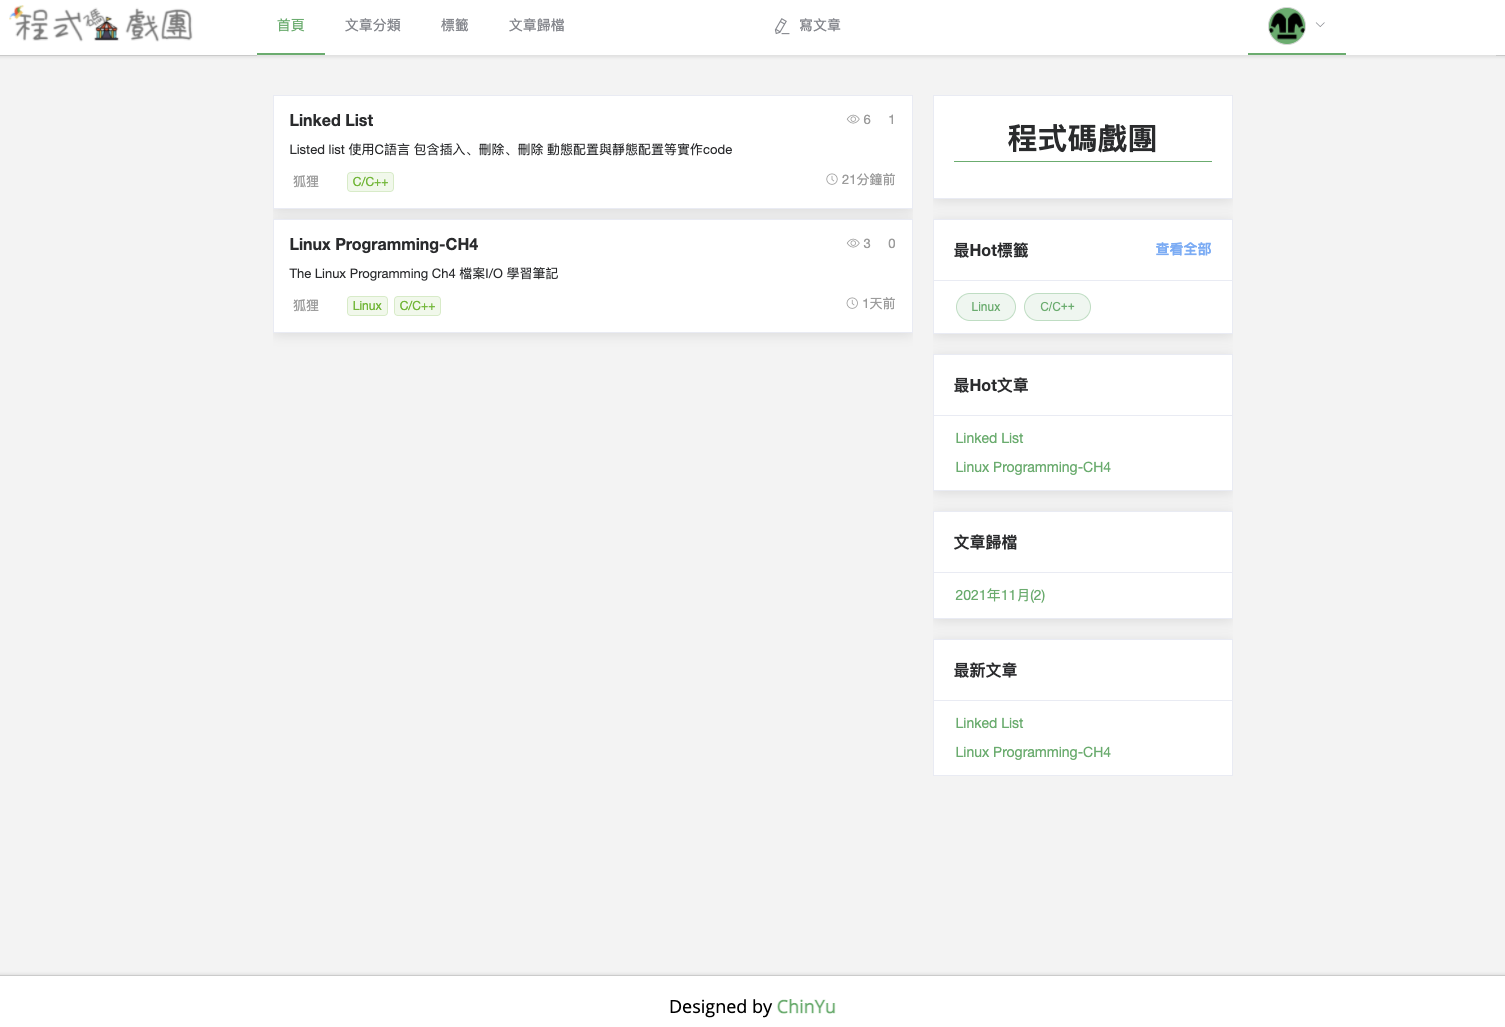 程式碼戲團
首頁 文章分類 標籤 文章歸檔 寫文章
Linked List 6 1
Listed list 使用C語言 包含插入、刪除、刪除 動態配置與靜態配置等實作code
狐狸 C/C++ 21分鐘前
Linux Programming-CH4 3 0
The Linux Programming Ch4 檔案I/O 學習筆記
狐狸 Linux C/C++ 1天前
程式碼戲團
最Hot標籤 查看全部
Linux C/C++
最Hot文章
Linked List
Linux Programming-CH4
文章歸檔
2021年11月(2)
最新文章
Linked List
Linux Programming-CH4
Designed by ChinYu